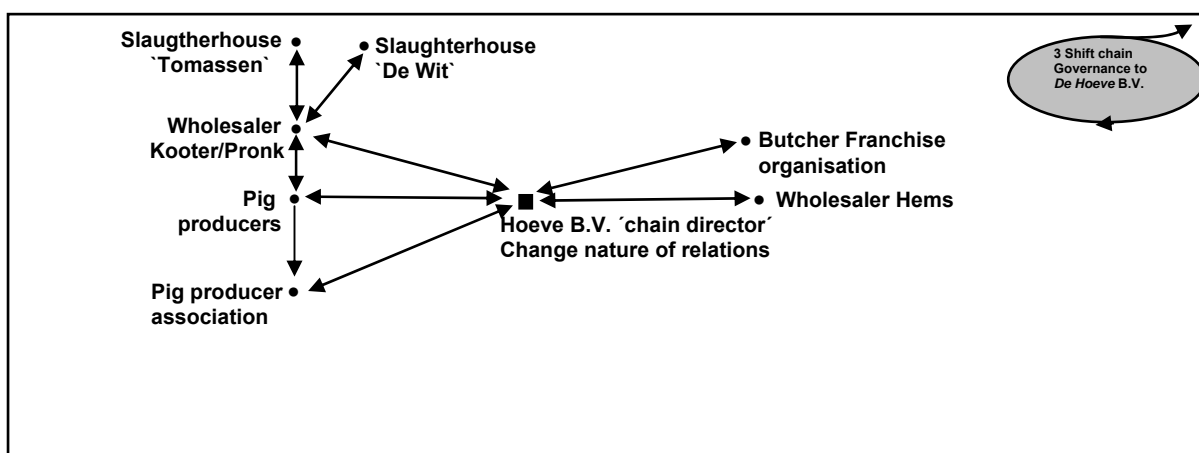 Slaugtherhouse
`Tomassen`
Slaughterhouse
`De Wit`
3 Shift chain
Governance to
De Hoeve B.V.
Wholesaler
Kooter/Pronk
Butcher Franchise
organisation
Pig
producers
Wholesaler Hems
Hoeve B.V. ´chain director´
Change nature of relations
Pig producer
association